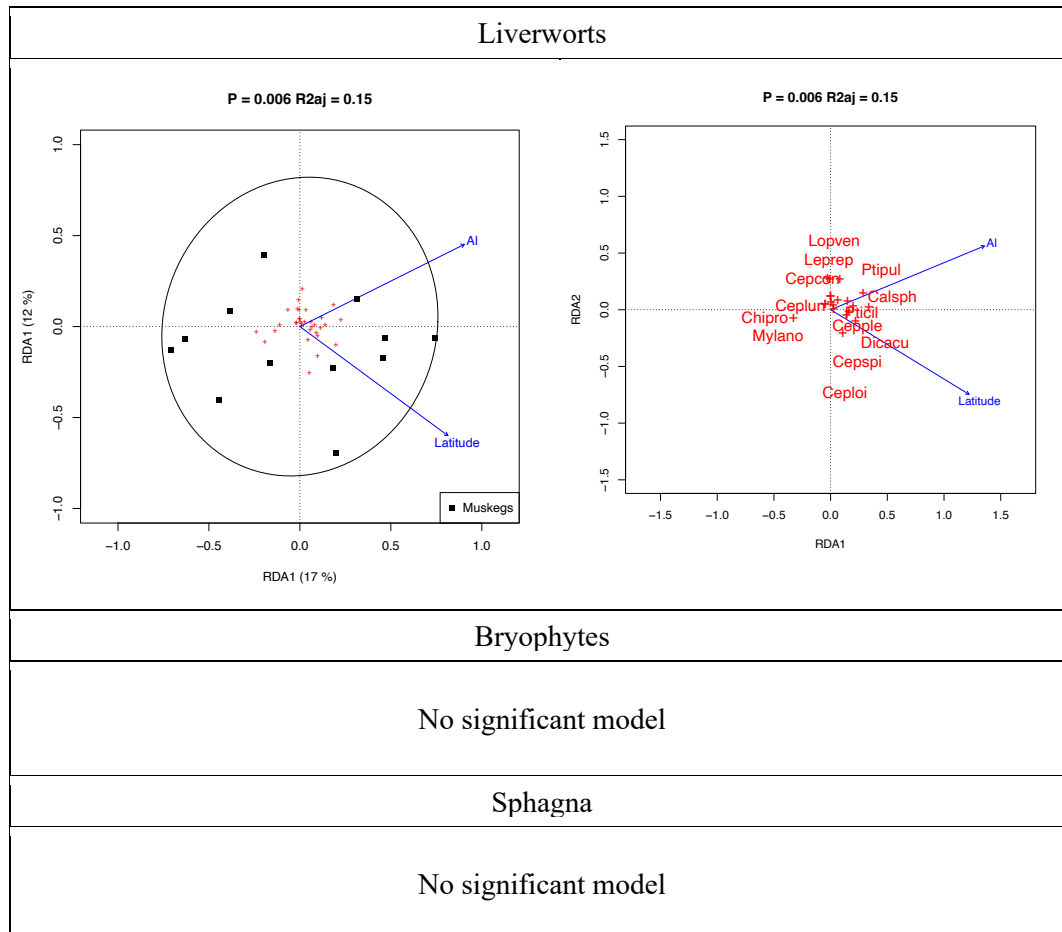 Liverworts
P = 0.006 R2aj = 0.15
RDA1 (12 %)
1.0
0.5
0.0
−0.5
−1.0
AI
Latitude
Muskegs
−1.0 −0.5 0.0 0.5 1.0
RDA1 (17 %)
P = 0.006 R2aj = 0.15
RDA2
1.5
1.0
0.5
0.0
−0.5
−1.0
−1.5
Lopven
Leprep
Ptipul
Cepcon
AI
Calsph
Ceplun
Pticil
Chipro
Cepple
Mylano
Dicacu
Cepspi
Ceploi
Latitude
−1.5 −1.0 −0.5 0.0 0.5 1.0 1.5
RDA1
Bryophytes
No significant model
Sphagna
No significant model